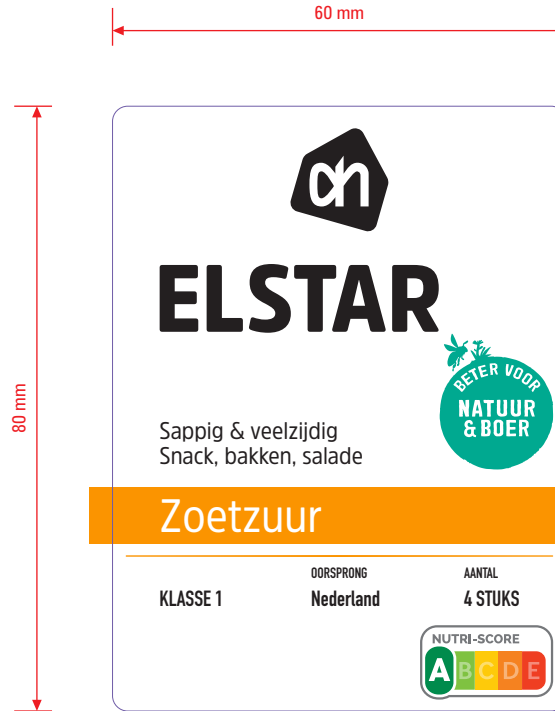 60 mm
80 mm
ah
ELSTAR
BETER VOOR
NATUUR
& BOER
Sappig & veelzijdig
Snack, bakken, salade
Zoetzuur
OORSPRONG AANTAL
KLASSE 1 Nederland 4 STUKS
NUTRI-SCORE
A B C D E